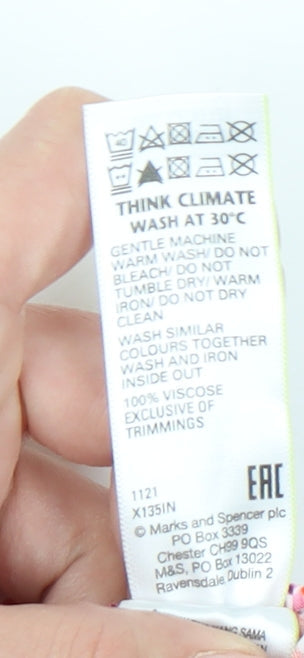 40
THINK CLIMATE
WASH AT 30°C
GENTLE MACHINE
WARM WASH/ DO NOT
BLEACH/ DO NOT
TUMBLE DRY/ WARM
IRON/ DO NOT DRY
CLEAN
WASH SIMILAR
COLOURS TOGETHER
WASH AND IRON
INSIDE OUT
100% VISCOSE
EXCLUSIVE OF
TRIMMINGS
1121
X135IN
EAC
© Marks and Spencer plc
PO Box 3339
Chester CH99 9QS
M&S, PO Box 13022
Ravensdale Dublin 2
SAMA